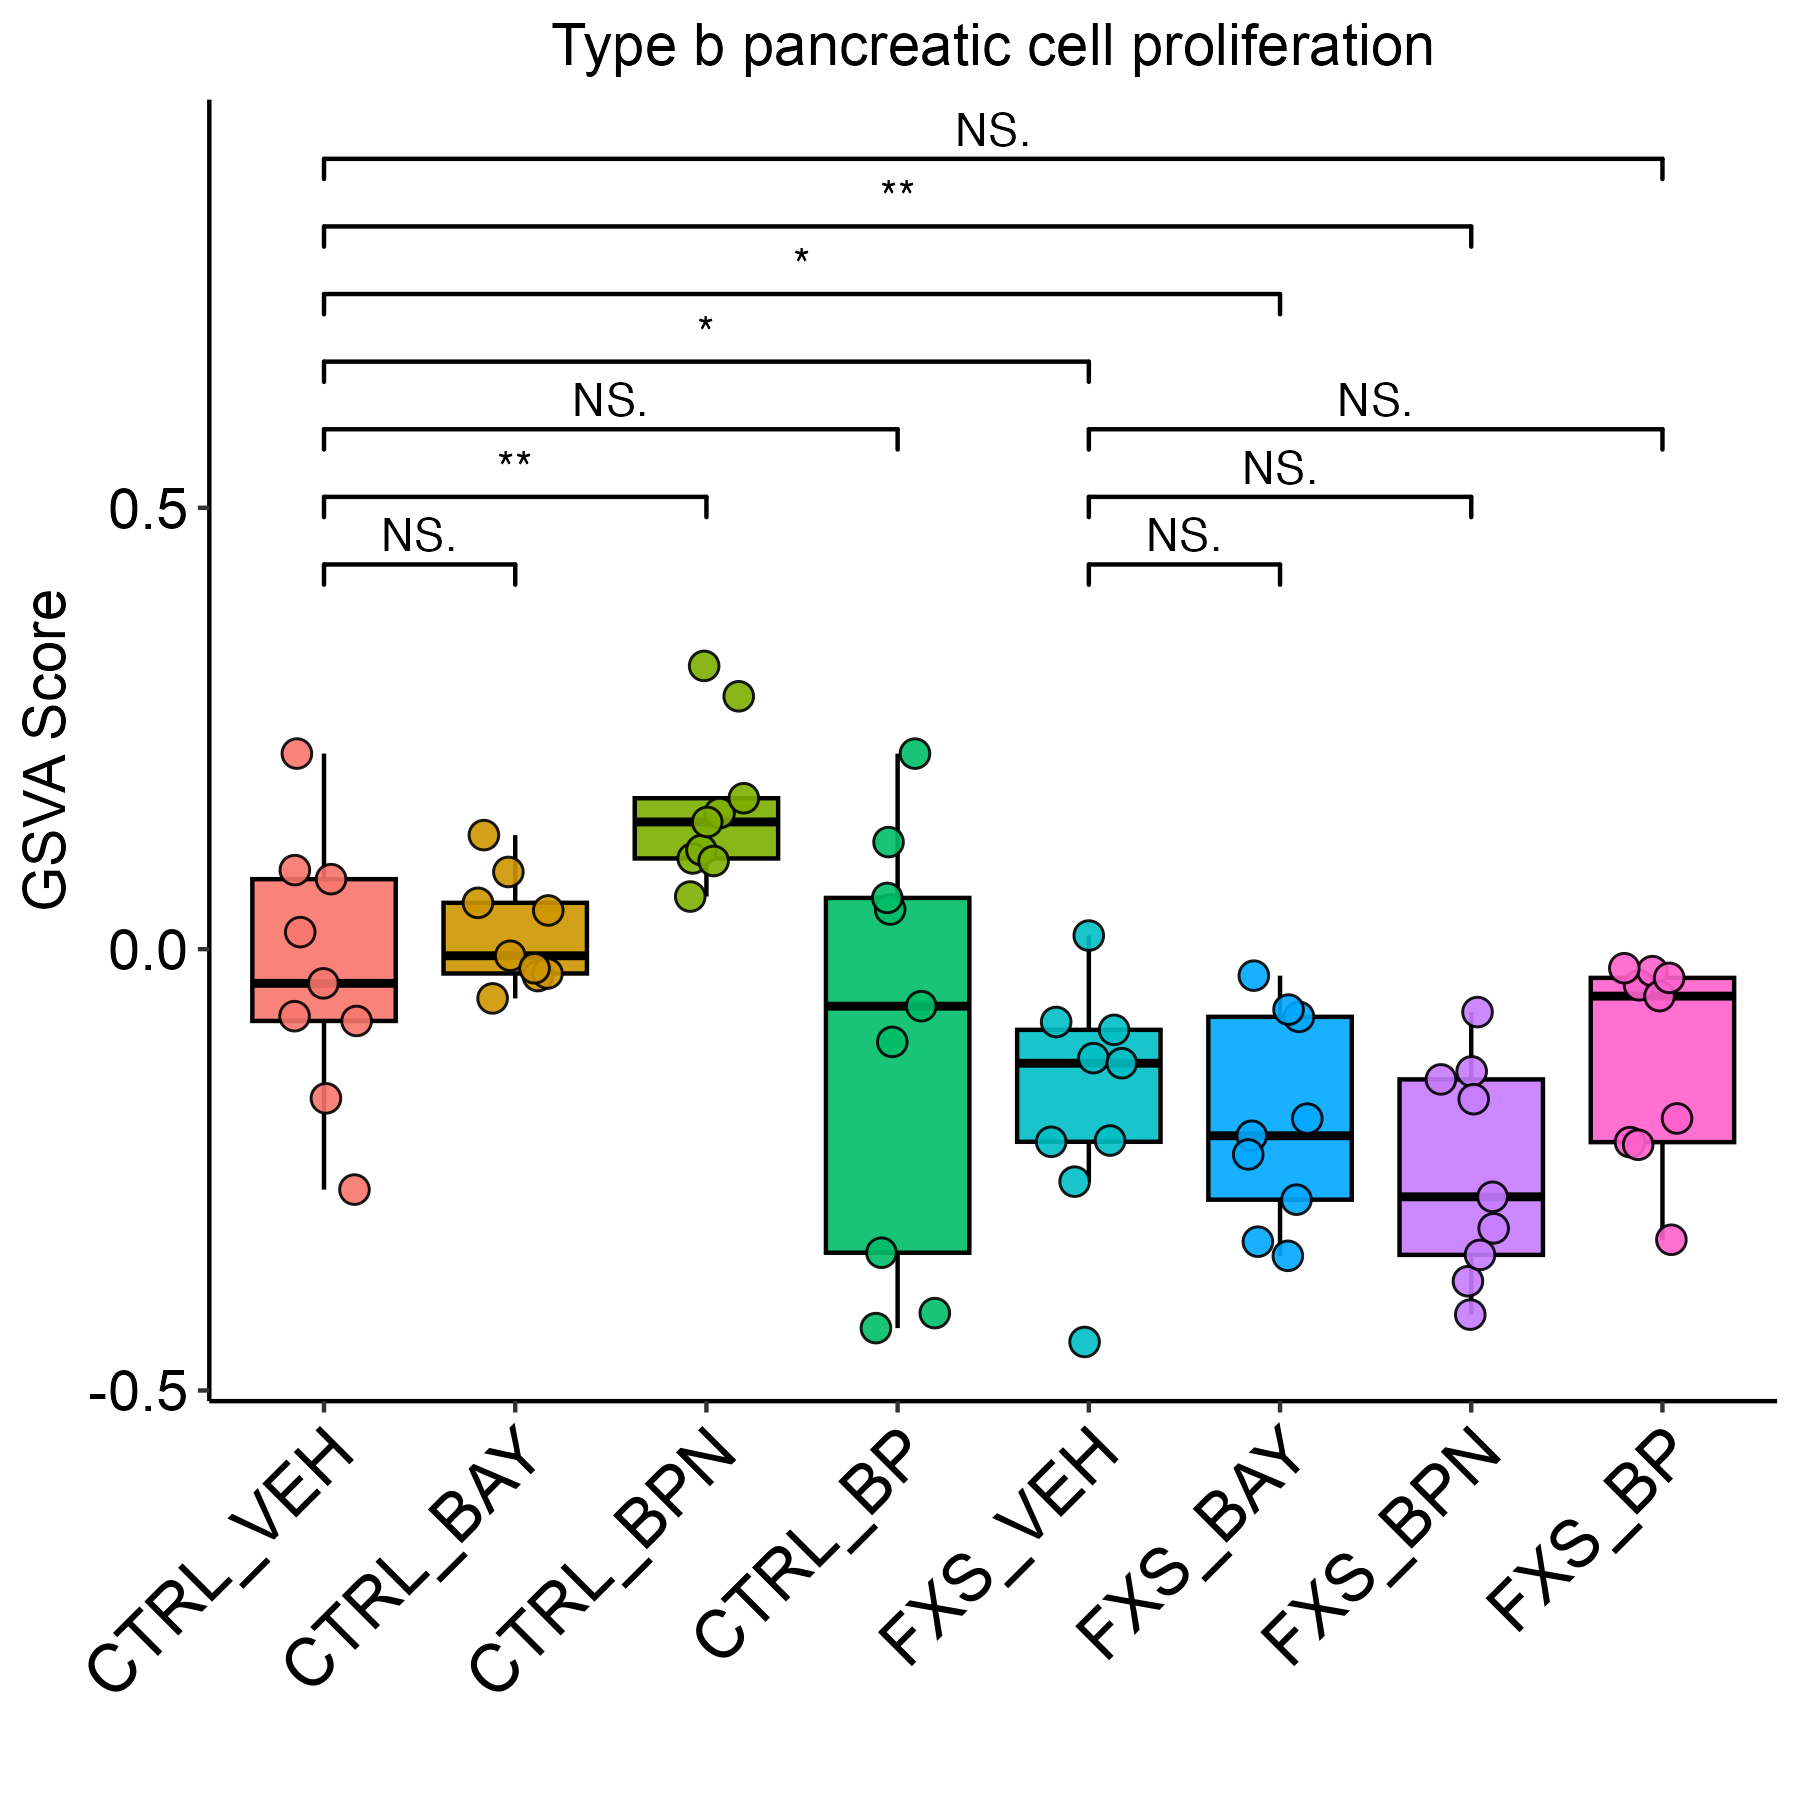 Type b pancreatic cell proliferation
NS.
**
*
*
NS.
NS.
**
NS.
NS.
NS.
0.5
0.0
-0.5
GSVA Score
CTRL_VEH
CTRL_BAY
CTRL_BPN
CTRL_BP
FXS_VEH
FXS_BAY
FXS_BPN
FXS_BP